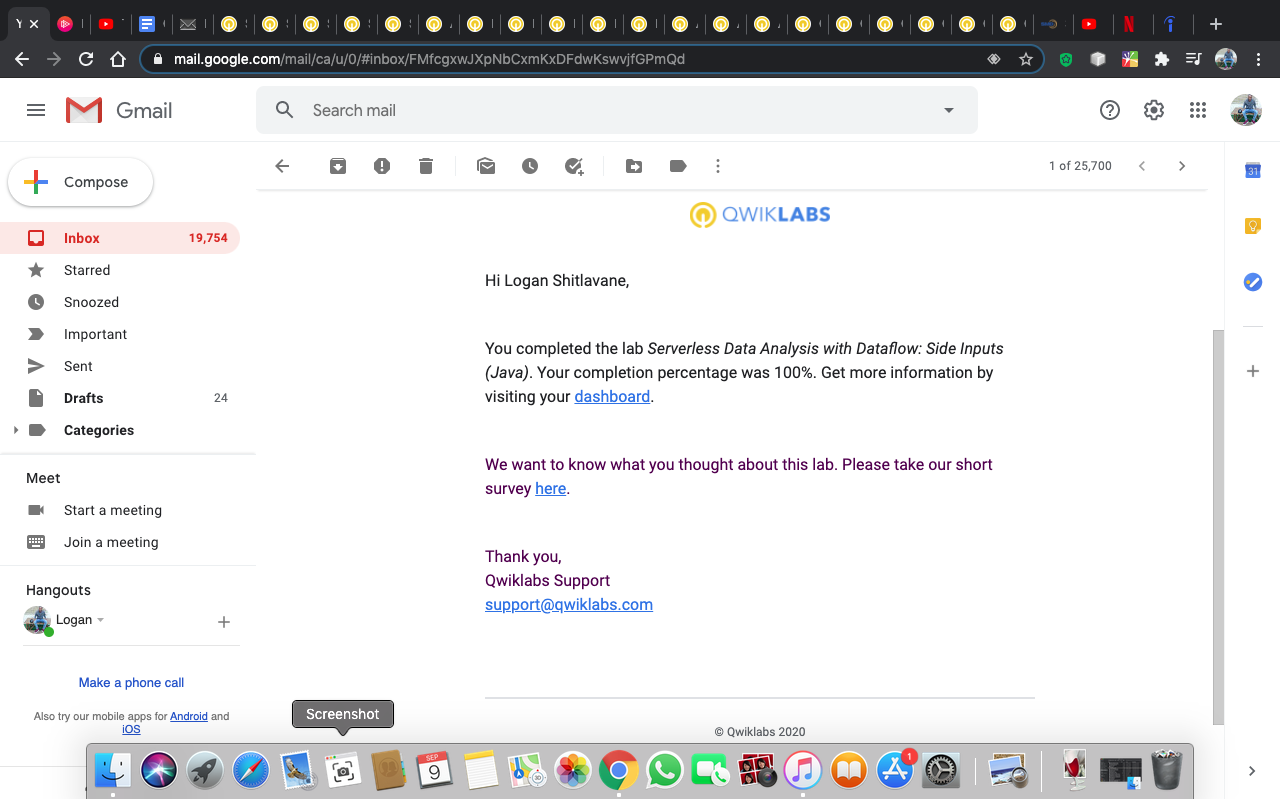 Y
mail.google.com/mail/ca/u/0/#inbox/FMfcgxwJXpNbCxmKxDFdwKswvjfGPmQd
Gmail
Search mail
Compose
1 of 25,700
31
QWIKLABS
Inbox 19,754
Starred
Snoozed
Important
Sent
Drafts 24
Categories
Hi Logan Shitlavane,
You completed the lab Serverless Data Analysis with Dataflow: Side Inputs
(Java). Your completion percentage was 100%. Get more information by
visiting your dashboard.
We want to know what you thought about this lab. Please take our short
survey here.
Thank you,
Qwiklabs Support
support@qwiklabs.com
Meet
Start a meeting
Join a meeting
Hangouts
Logan
Make a phone call
Also try our mobile apps for Android and
iOS
© Qwiklabs 2020
Screenshot
SEP
9
1